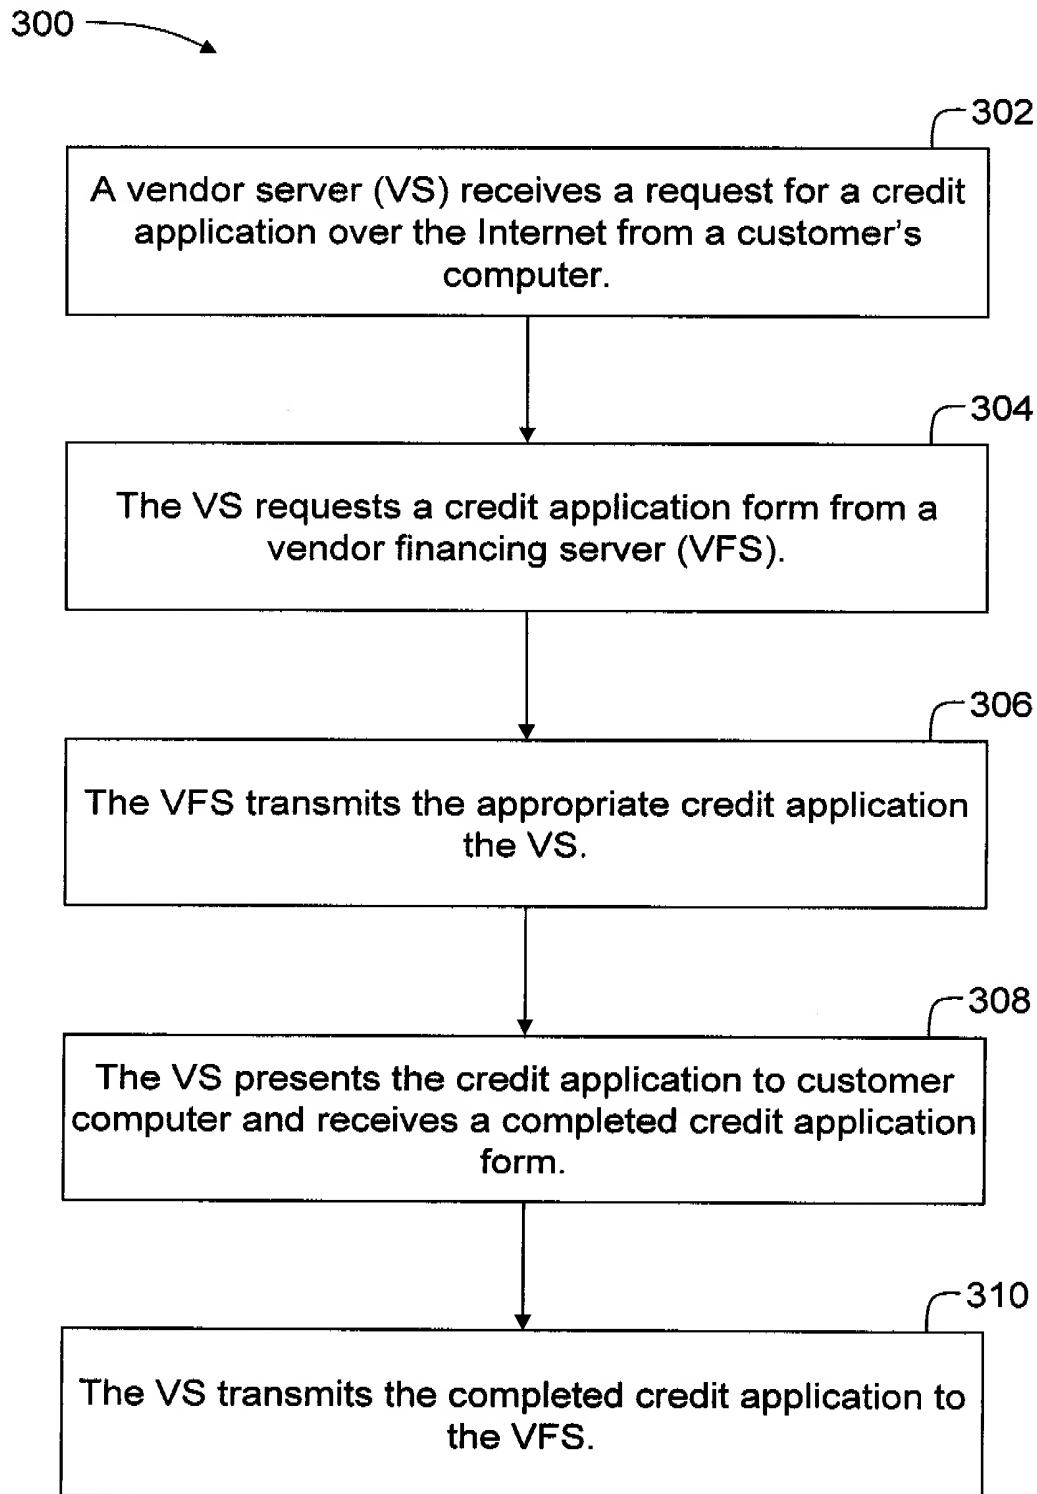 300
302
A vendor server (VS) receives a request for a credit
application over the Internet from a customer's
computer.
304
The VS requests a credit application form from a
vendor financing server (VFS).
306
The VFS transmits the appropriate credit application
the VS.
308
The VS presents the credit application to customer
computer and receives a completed credit application
form.
310
The VS transmits the completed credit application to
the VFS.